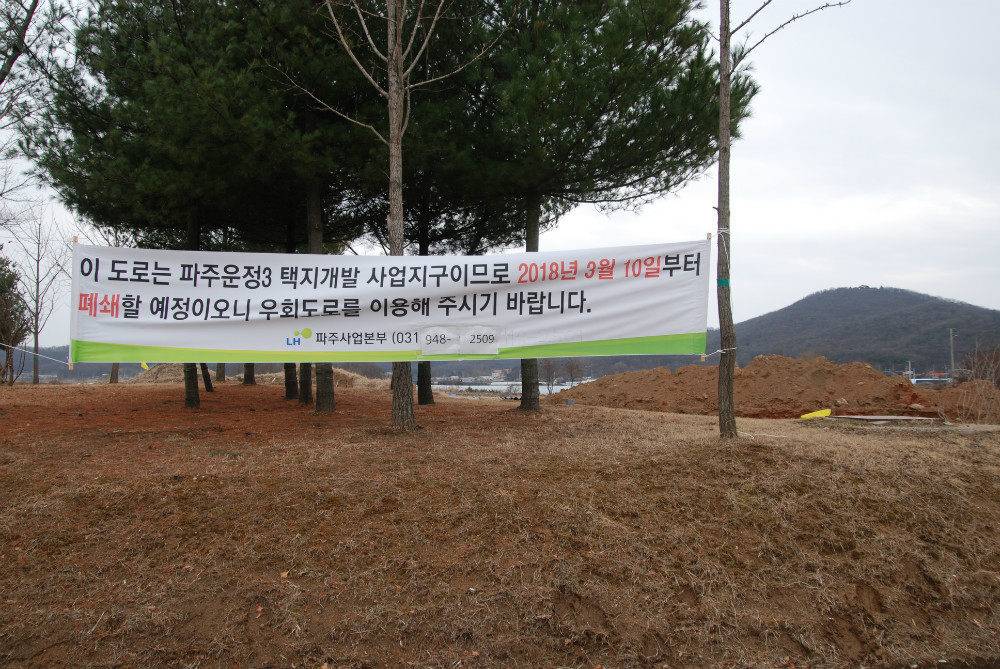 이 도로는 파주운정3 택지개발 사업지구이므로 2018년 3월 10일부터
폐쇄할 예정이오니 우회도로를 이용해 주시기 바랍니다.
LH 파주사업본부 (031 948- 2509